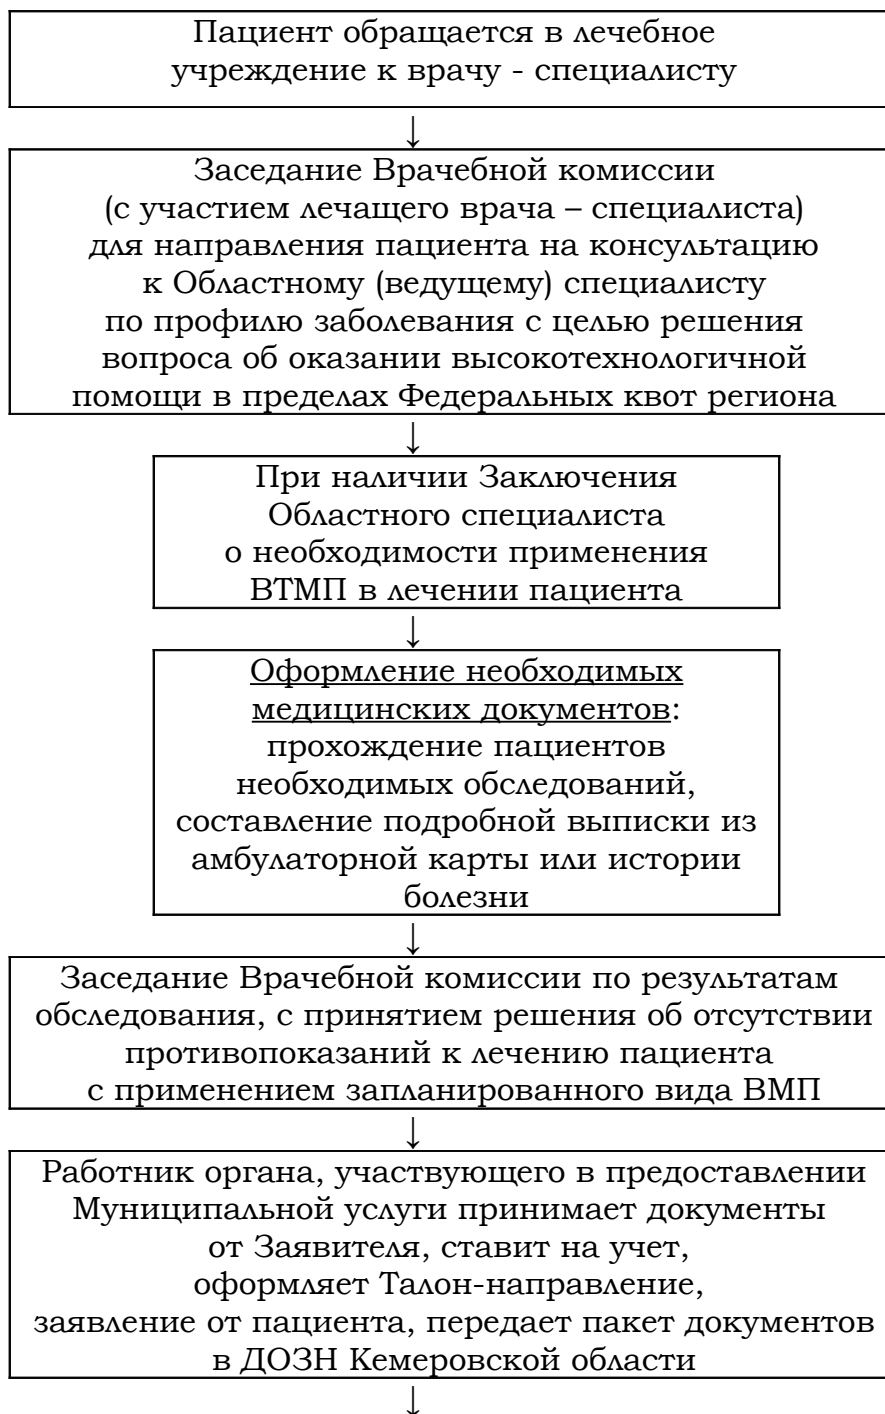 Пациент обращается в лечебное
учреждение к врачу - специалисту
↓
Заседание Врачебной комиссии
(с участием лечащего врача – специалиста)
для направления пациента на консультацию
к Областному (ведущему) специалисту
по профилю заболевания с целью решения
вопроса об оказании высокотехнологичной
помощи в пределах Федеральных квот региона
↓
При наличии Заключения
Областного специалиста
о необходимости применения
ВТМП в лечении пациента
↓
Оформление необходимых
медицинских документов:
прохождение пациентов
необходимых обследований,
составление подробной выписки из
амбулаторной карты или истории
болезни
↓
Заседание Врачебной комиссии по результатам
обследования, с принятием решения об отсутствии
противопоказаний к лечению пациента
с применением запланированного вида ВМП
↓
Работник органа, участвующего в предоставлении
Муниципальной услуги принимает документы
от Заявителя, ставит на учет,
оформляет Талон-направление,
заявление от пациента, передает пакет документов
в ДОЗН Кемеровской области
↓